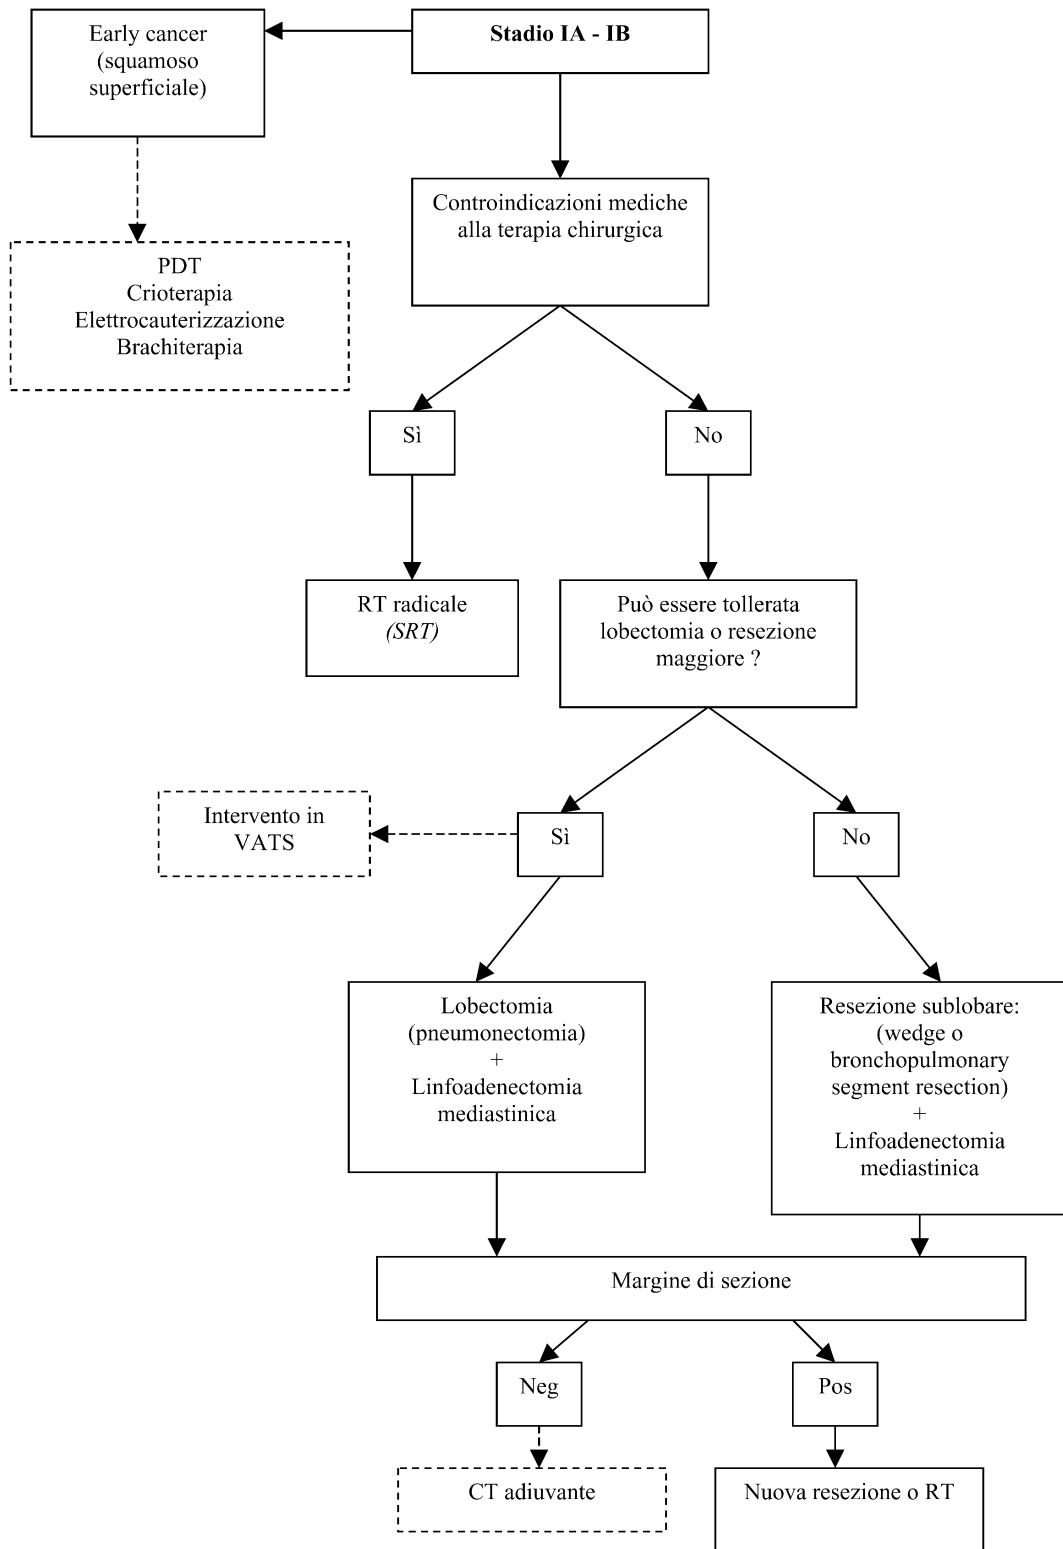 Early cancer
(squamoso
superficiale)
Stadio IA - IB
Controindicazioni mediche
alla terapia chirurgica
PDT
Crioterapia
Elettrocauterizzazione
Brachiterapia
Sì
No
RT radicale
(SRT)
Può essere tollerata
lobectomia o resezione
maggiore ?
Intervento in
VATS
Sì
No
Lobectomia
(pneumonectomia)
+
Linfoadenectomia
mediastinica
Resezione sublobare:
(wedge o
bronchopulmonary
segment resection)
+
Linfoadenectomia
mediastinica
Margine di sezione
Neg
Pos
CT adiuvante
Nuova resezione o RT